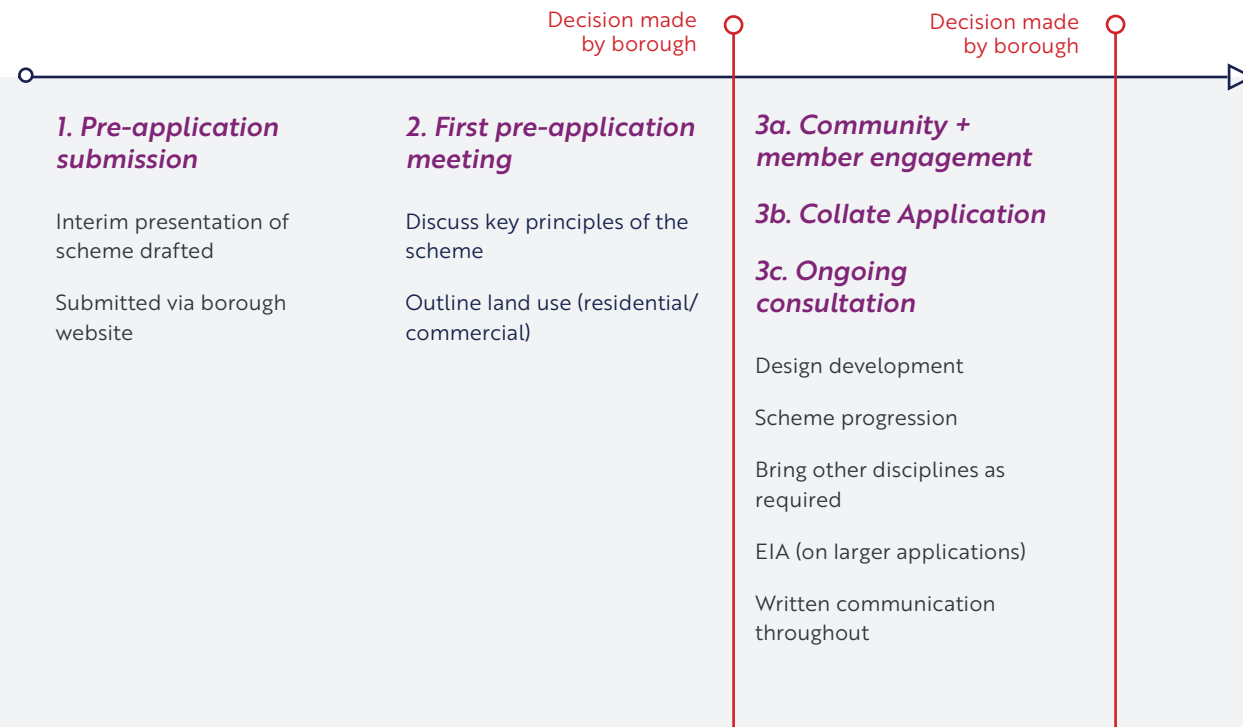 Decision made
by borough
Decision made
by borough
1. Pre-application
submission
Interim presentation of
scheme drafted
Submitted via borough
website
2. First pre-application
meeting
Discuss key principles of the
scheme
Outline land use (residential/
commercial)
3a. Community +
member engagement
3b. Collate Application
3c. Ongoing
consultation
Design development
Scheme progression
Bring other disciplines as
required
EIA (on larger applications)
Written communication
throughout